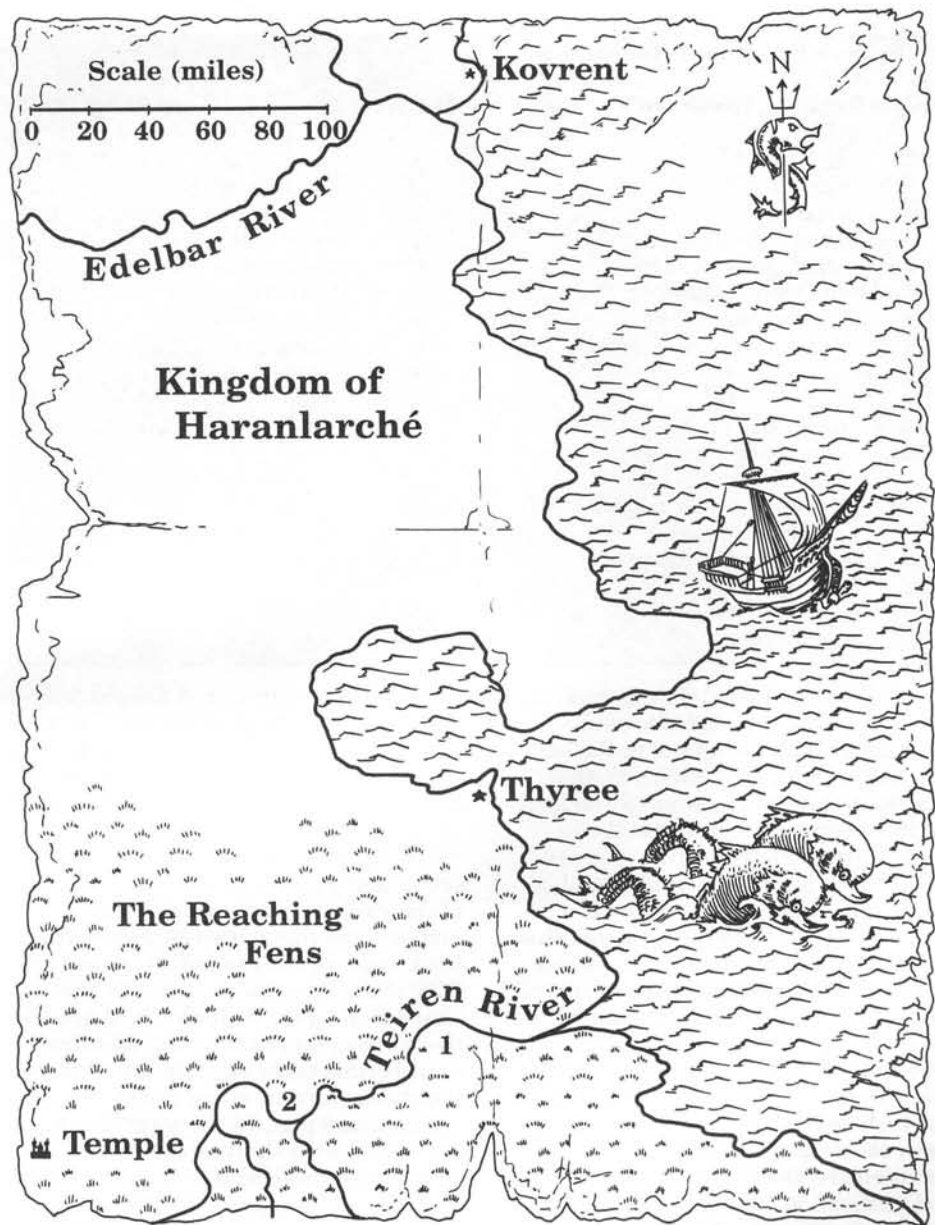 Scale (miles)
0 20 40 60 80 100
Kovrent
N
Edelbar River
Kingdom of
Haranlarché
Thyree
The Reaching
Fens
Teiren River
1
2
Temple